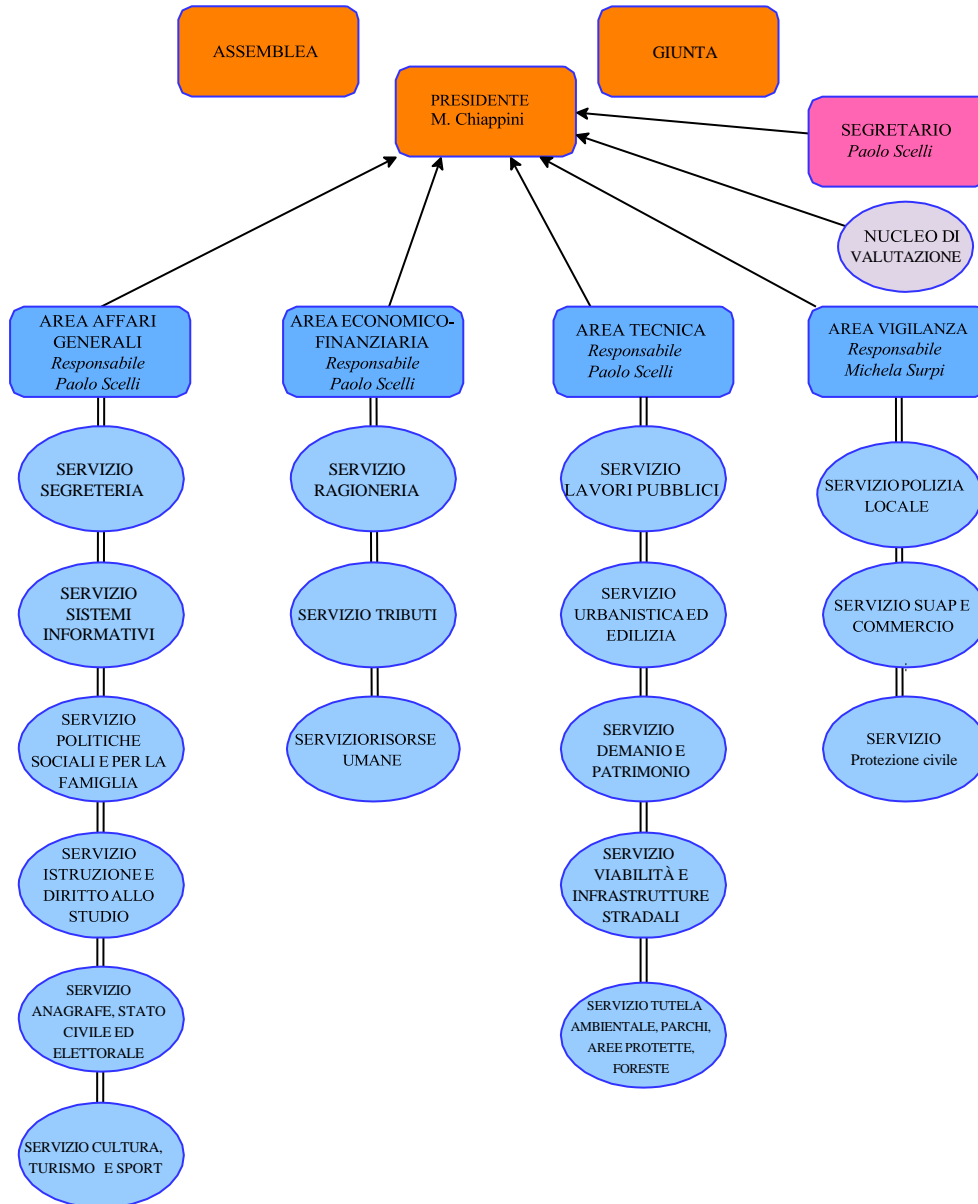 ASSEMBLEA
GIUNTA
PRESIDENTE
M. Chiappini
SEGRETARIO
Paolo Scelli
NUCLEO DI
VALUTAZIONE
AREA AFFARI
GENERALI
Responsabile
Paolo Scelli
AREA ECONOMICO-
FINANZIARIA
Responsabile
Paolo Scelli
AREA TECNICA
Responsabile
Paolo Scelli
AREA VIGILANZA
Responsabile
Michela Surpi
SERVIZIO
SEGRETERIA
SERVIZIO
SISTEMI
INFORMATIVI
SERVIZIO
POLITICHE
SOCIALI E PER LA
FAMIGLIA
SERVIZIO
ISTRUZIONE E
DIRITTO ALLO
STUDIO
SERVIZIO
ANAGRAFE, STATO
CIVILE ED
ELETTORALE
SERVIZIO CULTURA,
TURISMO E SPORT
SERVIZIO
RAGIONERIA
SERVIZIO TRIBUTI
SERVIZIORISORSE
UMANE
SERVIZIO
LAVORI PUBBLICI
SERVIZIO
URBANISTICA ED
EDILIZIA
SERVIZIO
DEMANIO E
PATRIMONIO
SERVIZIO
VIABILITÀ E
INFRASTRUTTURE
STRADALI
SERVIZIO TUTELA
AMBIENTALE, PARCHI,
AREE PROTETTE,
FORESTE
SERVIZIO POLIZIA
LOCALE
SERVIZIO SUAP E
COMMERCIO
.
SERVIZIO
Protezione civile